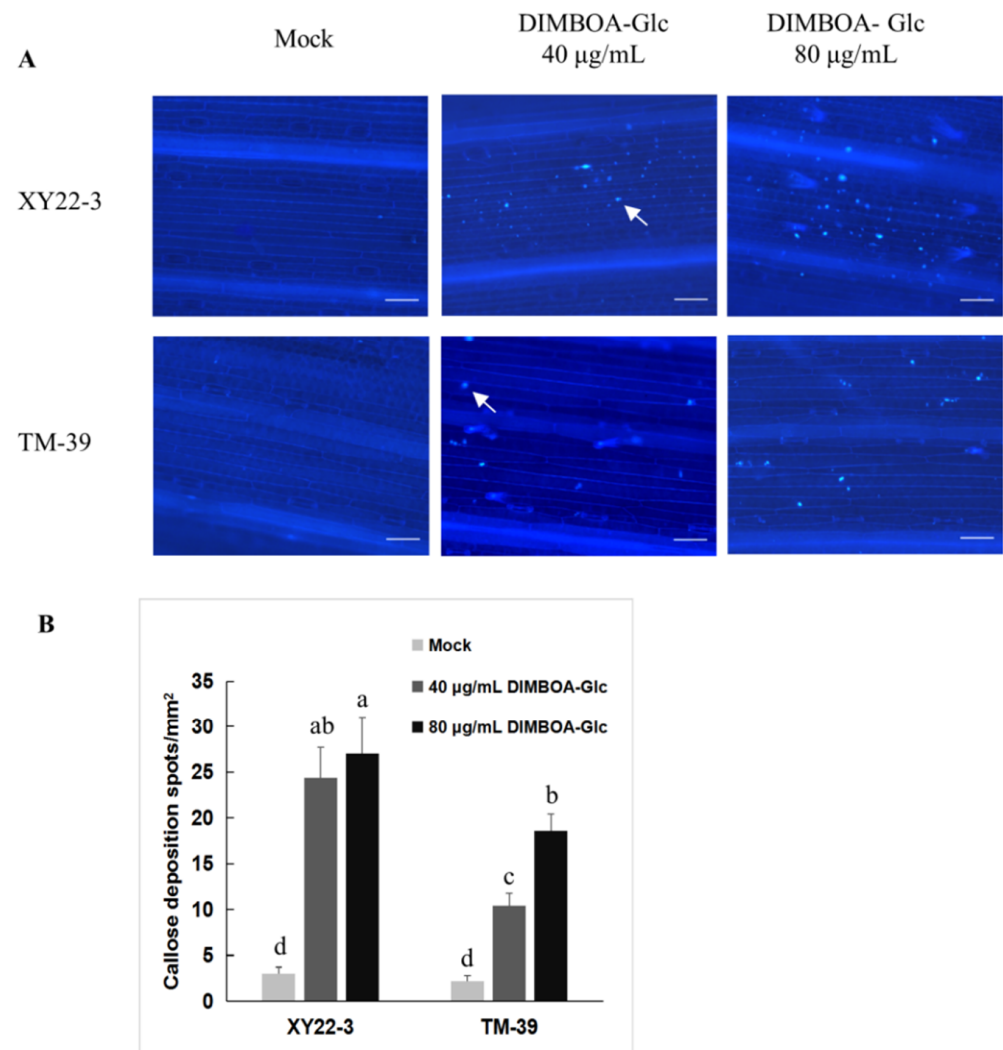 A
Mock
DIMBOA-Glc
40 µg/mL
DIMBOA- Glc
80 µg/mL
XY22-3
TM-39
B
Mock
40 µg/mL DIMBOA-Glc
80 µg/mL DIMBOA-Glc
Callose deposition spots/mm²
35
30
25
20
15
10
5
0
d
ab
a
d
c
b
XY22-3
TM-39